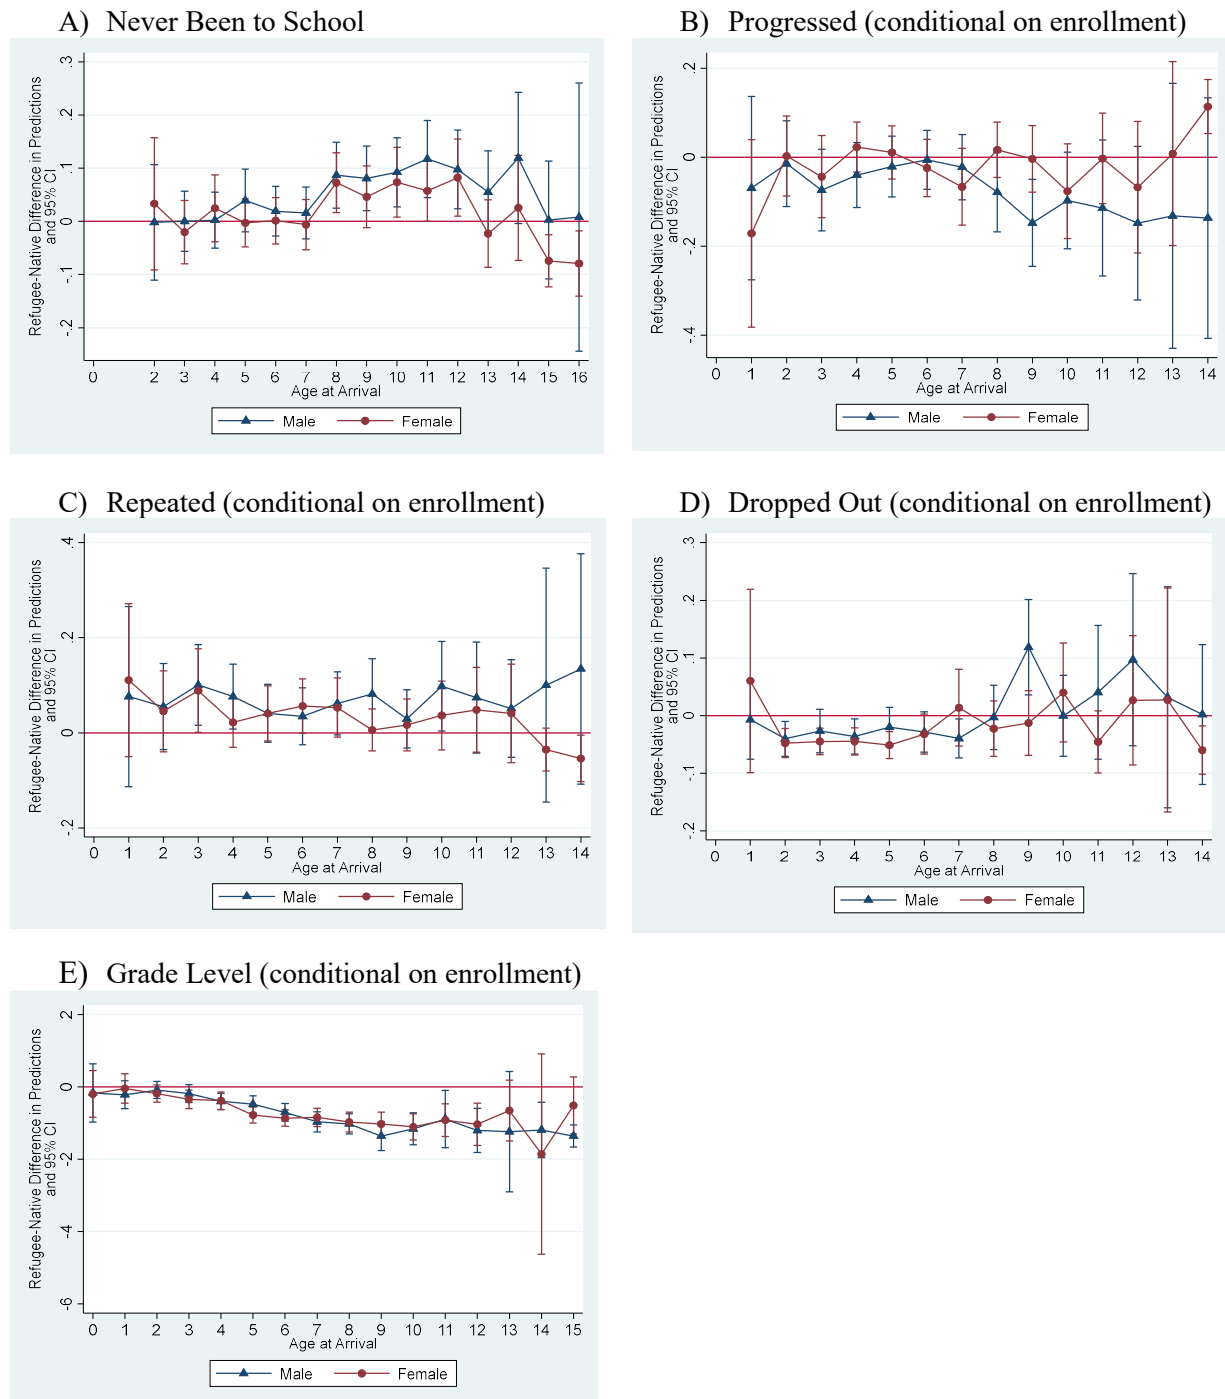 A) Never Been to School
Refugee-Native Difference in Predictions
and 95% CI
.3
.2
.1
0
-.1
-.2
0 2 3 4 5 6 7 8 9 10 11 12 13 14 15 16
Age at Arrival
Male Female
B) Progressed (conditional on enrollment)
Refugee-Native Difference in Predictions
and 95% CI
.2
0
-.2
-.4
0 1 2 3 4 5 6 7 8 9 10 11 12 13 14
Age at Arrival
Male Female
C) Repeated (conditional on enrollment)
Refugee-Native Difference in Predictions
and 95% CI
.4
.2
0
-.2
0 1 2 3 4 5 6 7 8 9 10 11 12 13 14
Age at Arrival
Male Female
D) Dropped Out (conditional on enrollment)
Refugee-Native Difference in Predictions
and 95% CI
.3
.2
.1
0
-.1
-.2
0 1 2 3 4 5 6 7 8 9 10 11 12 13 14
Age at Arrival
Male Female
E) Grade Level (conditional on enrollment)
Refugee-Native Difference in Predictions
and 95% CI
2
0
-2
-4
-6
0 1 2 3 4 5 6 7 8 9 10 11 12 13 14 15
Age at Arrival
Male Female